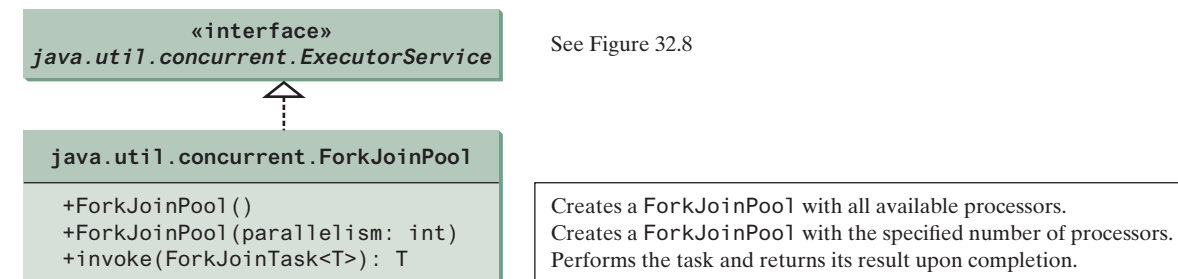 «interface»
java.util.concurrent.ExecutorService
See Figure 32.8
java.util.concurrent.ForkJoinPool
+ForkJoinPool()
+ForkJoinPool(parallelism: int)
+invoke(ForkJoinTask<T>): T
Creates a ForkJoinPool with all available processors.
Creates a ForkJoinPool with the specified number of processors.
Performs the task and returns its result upon completion.